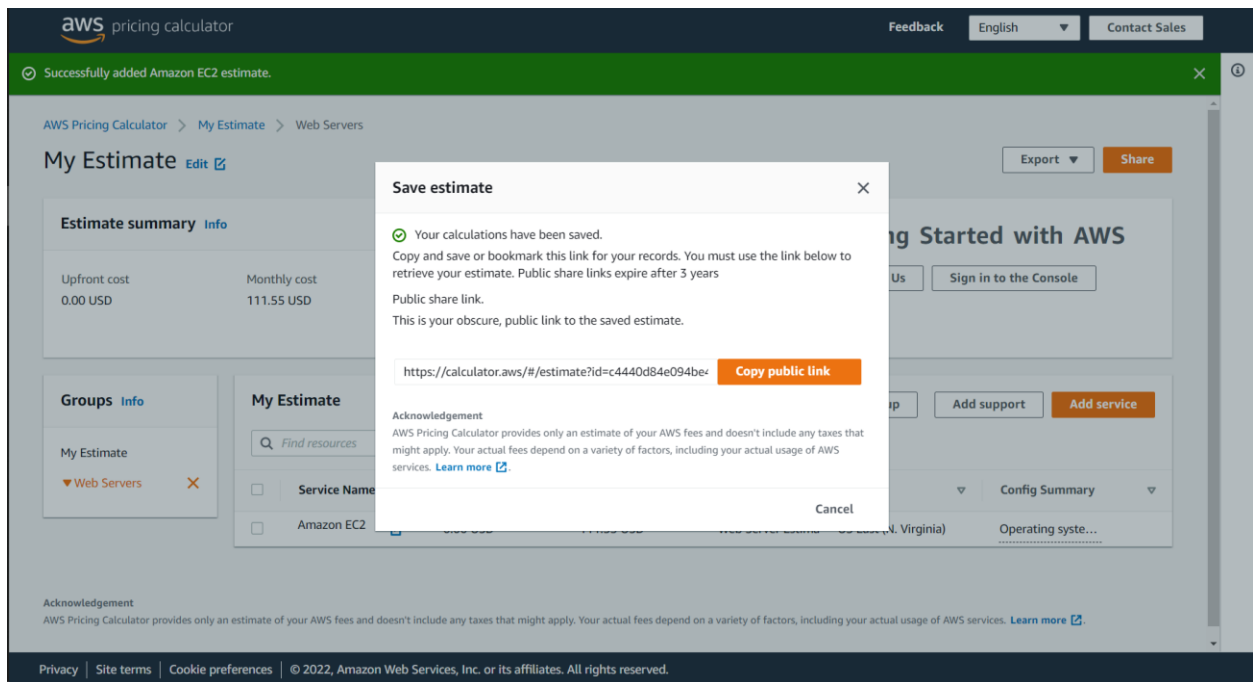 aws pricing calculator
Feedback
English
Contact Sales
Successfully added Amazon EC2 estimate.
AWS Pricing Calculator > My Estimate > Web Servers
My Estimate Edit
Export
Share
Save estimate
Your calculations have been saved.
Copy and save or bookmark this link for your records. You must use the link below to
retrieve your estimate. Public share links expire after 3 years
Public share link.
This is your obscure, public link to the saved estimate.
https://calculator.aws/#/estimate?id=c4440d84e094be4
Copy public link
Acknowledgement
AWS Pricing Calculator provides only an estimate of your AWS fees and doesn't include any taxes that
might apply. Your actual fees depend on a variety of factors, including your actual usage of AWS
services. Learn more
Cancel
Estimate summary Info
Upfront cost
0.00 USD
Monthly cost
111.55 USD
Started with AWS
Us
Sign in to the Console
Groups Info
My Estimate
Web Servers
My Estimate
Add support
Add service
Find resources
Service Name
Config Summary
Amazon EC2
(N. Virginia)
Operating syste...
Acknowledgement
AWS Pricing Calculator provides only an estimate of your AWS fees and doesn't include any taxes that might apply. Your actual fees depend on a variety of factors, including your actual usage of AWS services. Learn more
Privacy | Site terms | Cookie preferences | © 2022, Amazon Web Services, Inc. or its affiliates. All rights reserved.